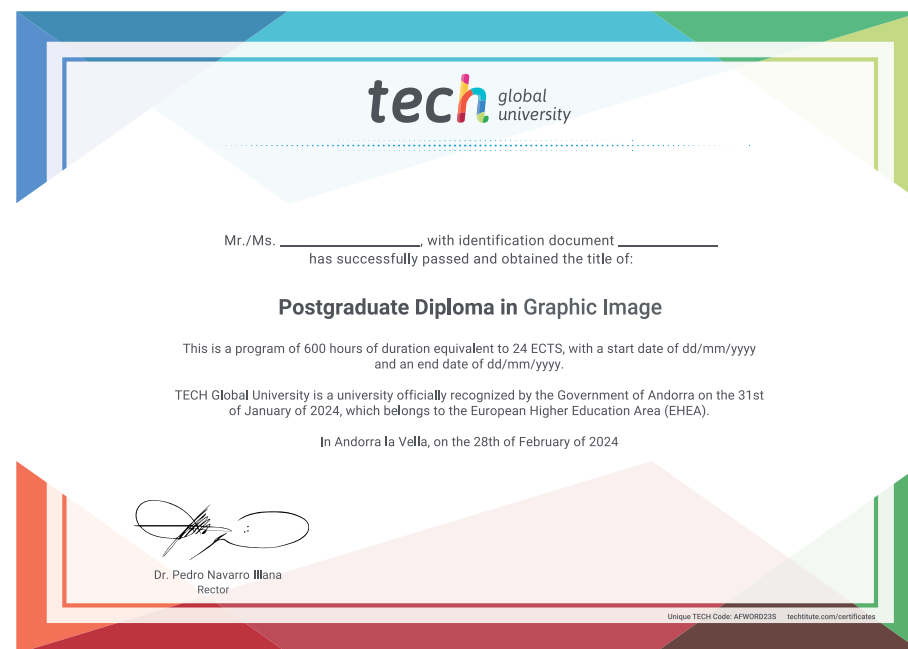 tech global university
Mr./Ms. ____________________, with identification document ______________
has successfully passed and obtained the title of:
Postgraduate Diploma in Graphic Image
This is a program of 600 hours of duration equivalent to 24 ECTS, with a start date of dd/mm/yyyy
and an end date of dd/mm/yyyy.
TECH Global University is a university officially recognized by the Government of Andorra on the 31st
of January of 2024, which belongs to the European Higher Education Area (EHEA).
In Andorra la Vella, on the 28th of February of 2024
Dr. Pedro Navarro Illana
Rector
Unique TECH Code: AFWORD23S techtitute.com/certificates